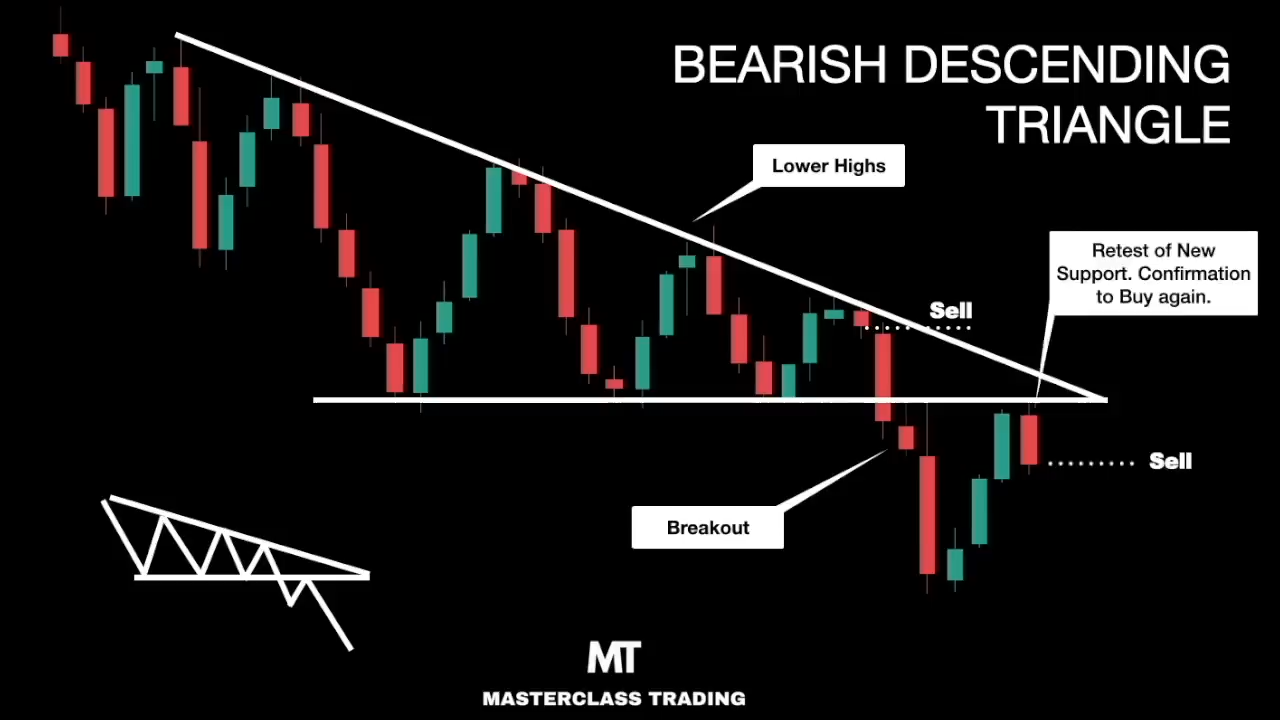 BEARISH DESCENDING
TRIANGLE
Lower Highs
Retest of New
Support. Confirmation
to Buy again.
Sell
Sell
Breakout
MT
MASTERCLASS TRADING